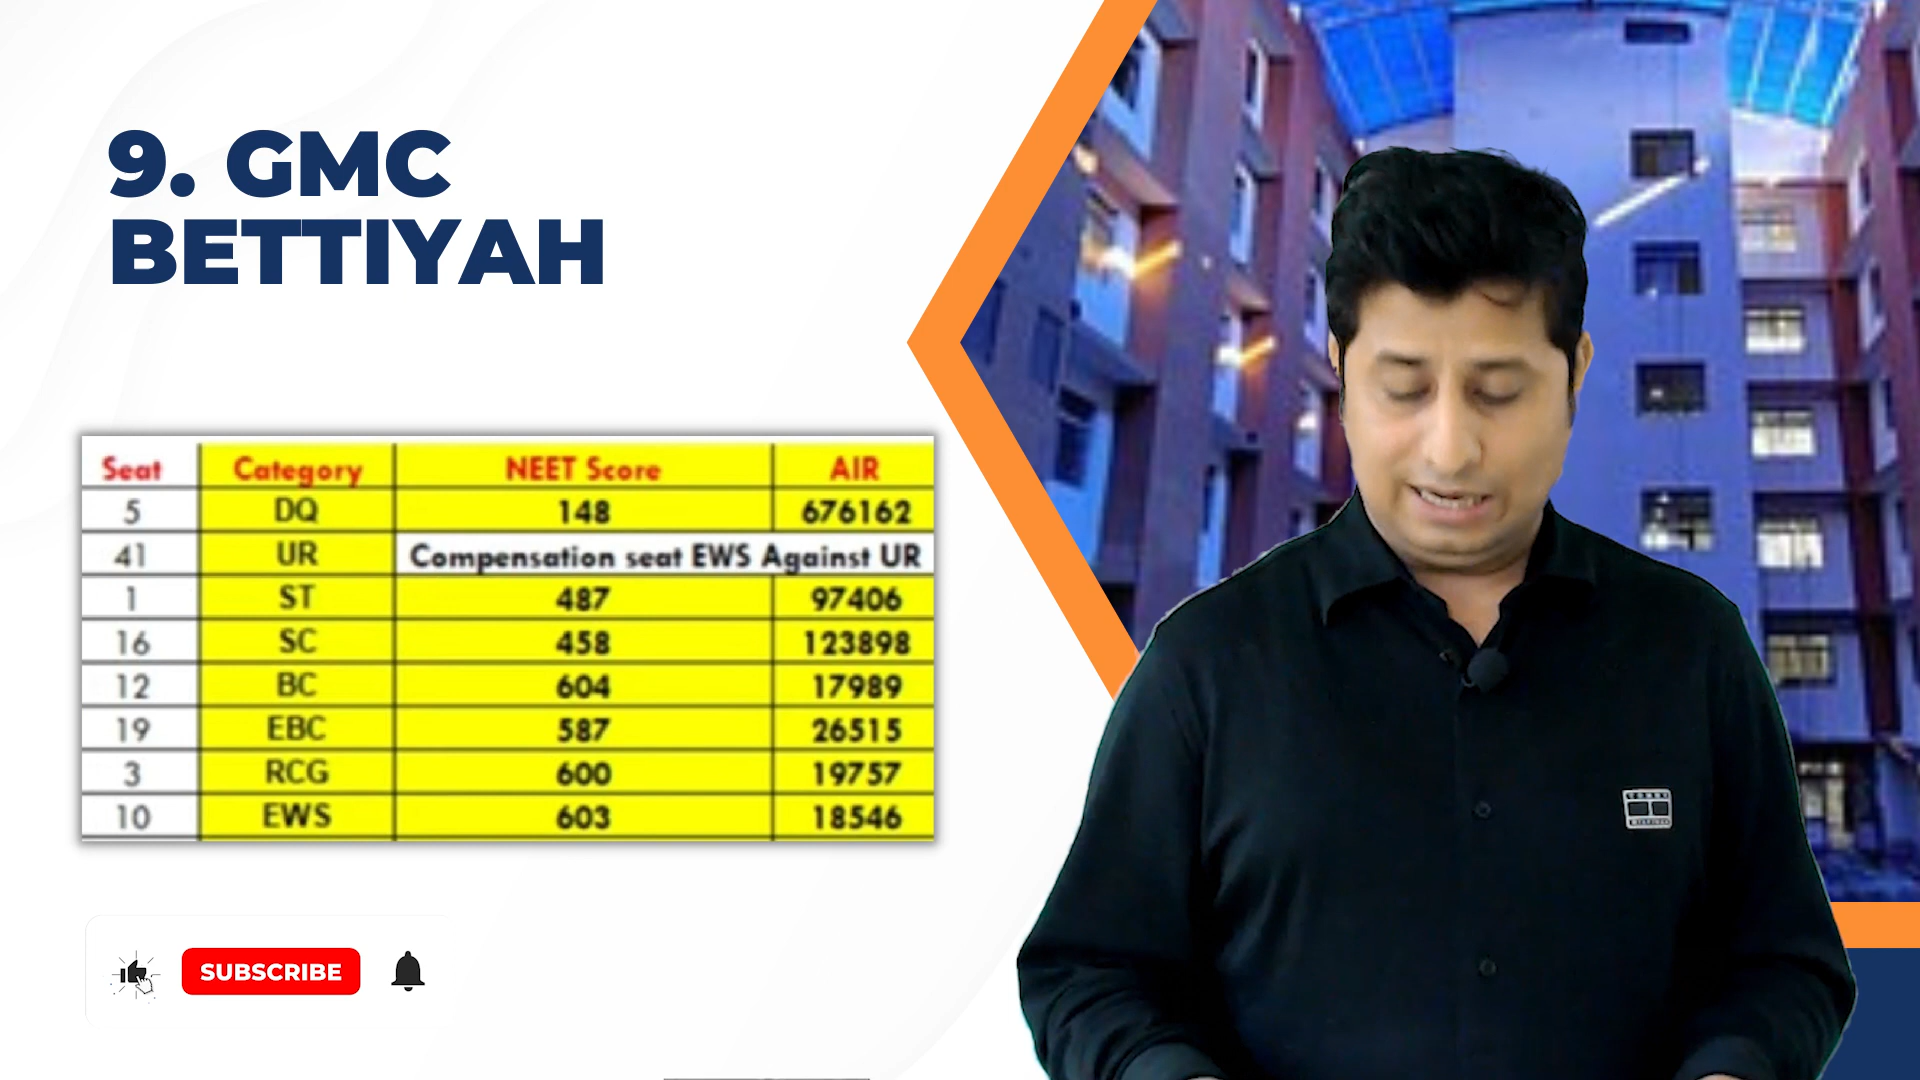 9. GMC
BETTIYAH
Seat Category NEET Score AIR
5 DQ 148 676162
41 UR Compensation seat EWS Against UR
1 ST 487 97406
16 SC 458 123898
12 BC 604 17989
19 EBC 587 26515
3 RCG 600 19757
10 EWS 603 18546
SUBSCRIBE